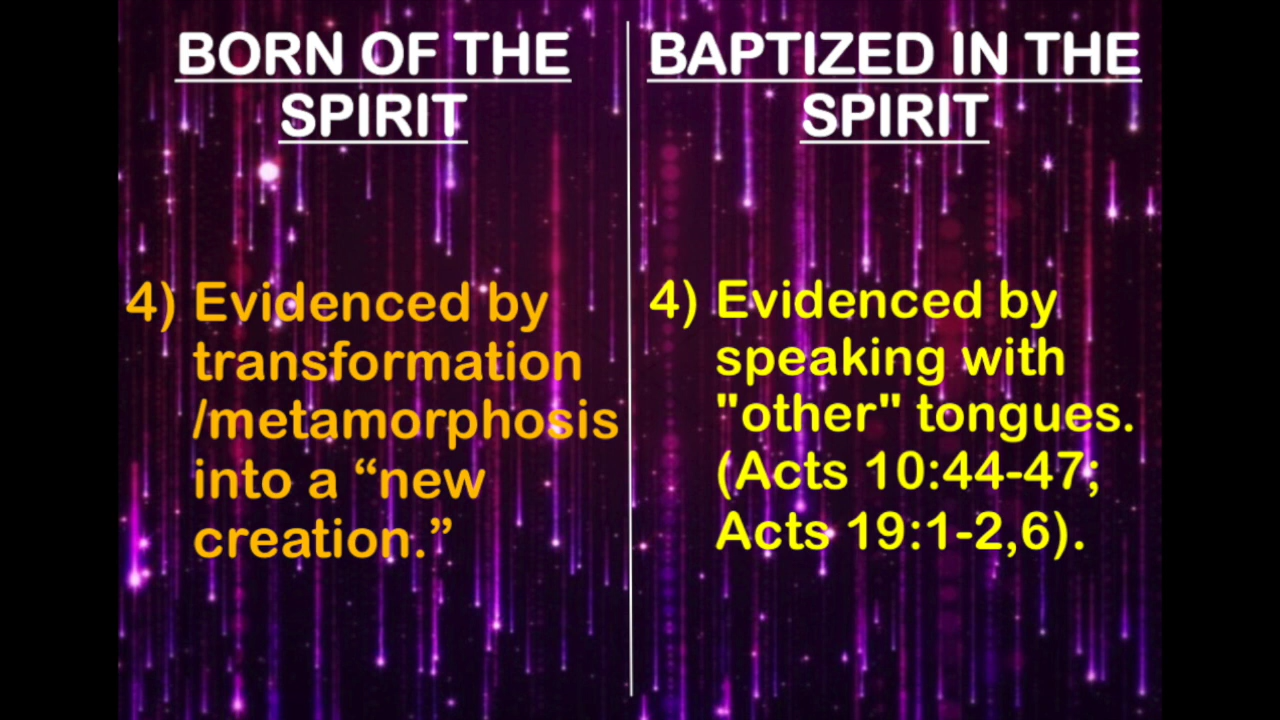 BORN OF THE
SPIRIT
4) Evidenced by
transformation
/metamorphosis
into a “new
creation.”
BAPTIZED IN THE
SPIRIT
4) Evidenced by
speaking with
"other" tongues.
(Acts 10:44-47;
Acts 19:1-2,6).